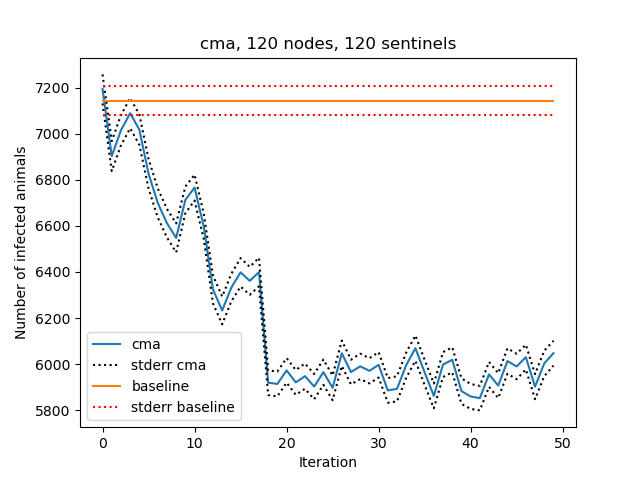 cma, 120 nodes, 120 sentinels
Number of infected animals
7200
7000
6800
6600
6400
6200
6000
5800
cma
stderr cma
baseline
stderr baseline
0
10
20
30
40
50
Iteration